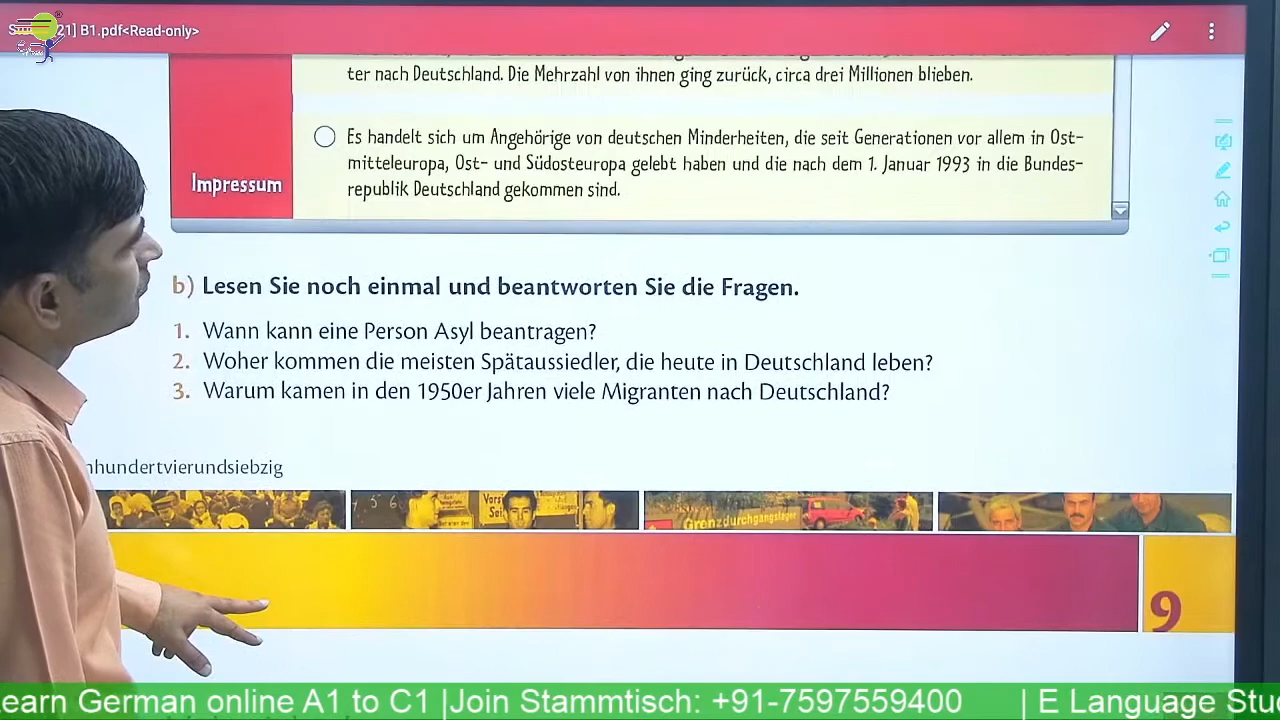 21] B1.pdf<Read-only>
ter nach Deutschland. Die Mehrzahl von ihnen ging zurück, circa drei Millionen blieben.
Es handelt sich um Angehörige von deutschen Minderheiten, die seit Generationen vor allem in Ost-
mitteleuropa, Ost- und Südosteuropa gelebt haben und die nach dem 1. Januar 1993 in die Bundes-
republik Deutschland gekommen sind.
Impressum
b) Lesen Sie noch einmal und beantworten Sie die Fragen.
1. Wann kann eine Person Asyl beantragen?
2. Woher kommen die meisten Spätaussiedler, die heute in Deutschland leben?
3. Warum kamen in den 1950er Jahren viele Migranten nach Deutschland?
nhundertvierundsiebzig
Grenzdurchgangslager
9
earn German online A1 to C1 |Join Stammtisch: +91-7597559400 | E Language Stu